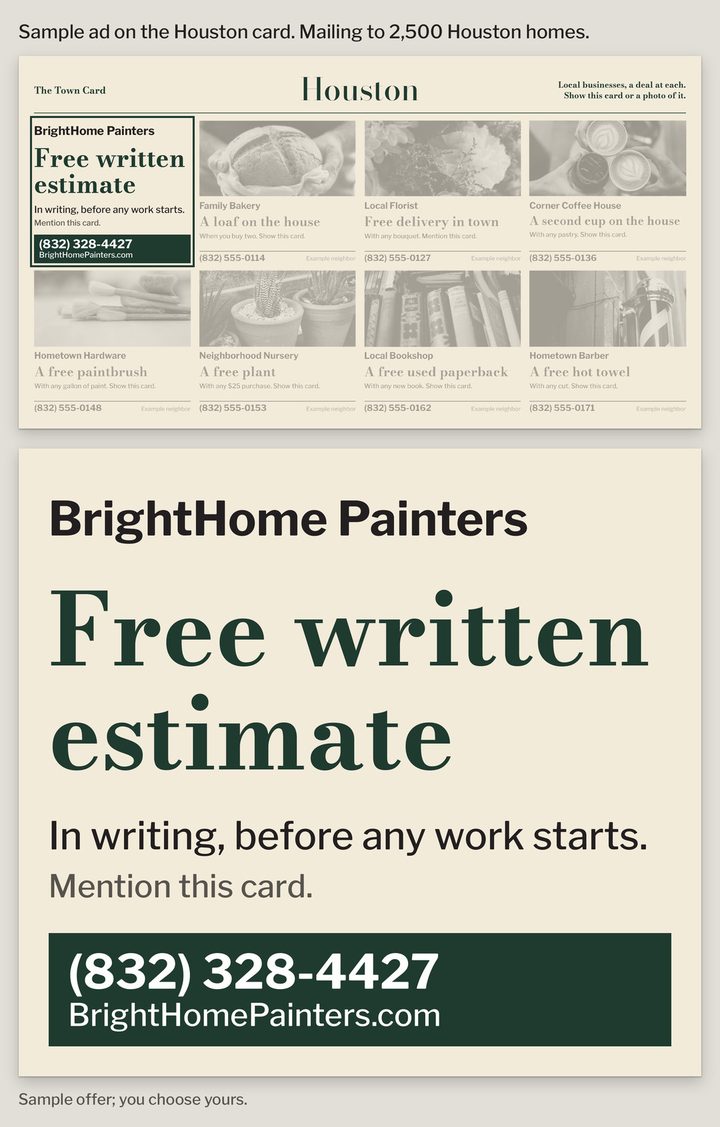 Sample ad on the Houston card. Mailing to 2,500 Houston homes.
The Town Card
Houston
Local businesses, a deal at each.
Show this card or a photo of it.
BrightHome Painters
Free written
estimate
In writing, before any work starts.
Mention this card.
(832) 328-4427
BrightHomePainters.com
Family Bakery
A loaf on the house
When you buy two. Show this card.
(832) 555-0114
Example neighbor
Local Florist
Free delivery in town
With any bouquet. Mention this card.
(832) 555-0127
Example neighbor
Corner Coffee House
A second cup on the house
With any pastry. Show this card.
(832) 555-0136
Example neighbor
Hometown Hardware
A free paintbrush
With any gallon of paint. Show this card.
(832) 555-0148
Example neighbor
Neighborhood Nursery
A free plant
With any $25 purchase. Show this card.
(832) 555-0153
Example neighbor
Local Bookshop
A free used paperback
With any new book. Show this card.
(832) 555-0162
Example neighbor
Hometown Barber
A free hot towel
With any cut. Show this card.
(832) 555-0171
Example neighbor
BrightHome Painters
Free written
estimate
In writing, before any work starts.
Mention this card.
(832) 328-4427
BrightHomePainters.com
Sample offer; you choose yours.